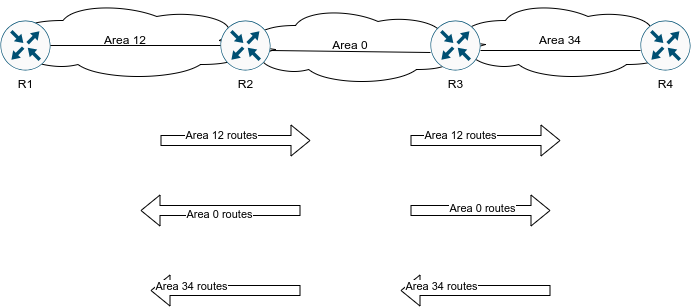 Area 12
Area 0
Area 34
R1
R2
R3
R4
Area 12 routes
Area 12 routes
Area 0 routes
Area 0 routes
Area 34 routes
Area 34 routes